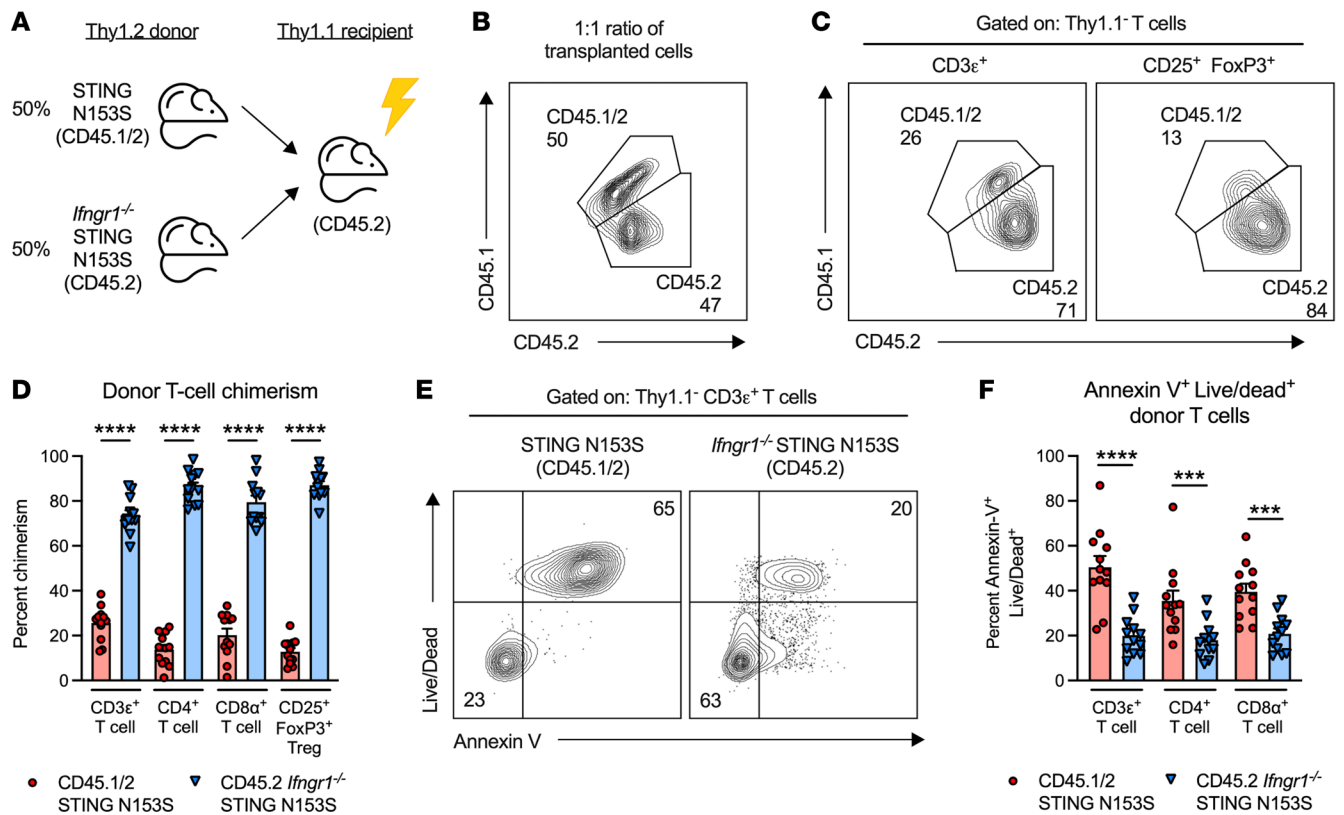 A
Thy1.2 donor
Thy1.1 recipient
50%
STING
N153S
(CD45.1/2)
50%
Ifngr1-/-
STING
N153S
(CD45.2)
(CD45.2)
B
1:1 ratio of
transplanted cells
CD45.1/2
50
CD45.2
47
CD45.1
CD45.2
C
Gated on: Thy1.1- T cells
CD3ε+
CD25+ FoxP3+
CD45.1/2
26
CD45.2
71
CD45.1/2
13
CD45.2
84
CD45.1
CD45.2
D
Donor T-cell chimerism
**** **** **** ****
Percent chimerism
100
80
60
40
20
0
CD3ε+
T cell
CD4+
T cell
CD8α+
T cell
CD25+
FoxP3+
Treg
CD45.1/2
STING N153S
CD45.2 Ifngr1-/-
STING N153S
E
Gated on: Thy1.1- CD3ε+ T cells
STING N153S
(CD45.1/2)
Ifngr1-/- STING N153S
(CD45.2)
65
23
20
63
Live/Dead
Annexin V
F
Annexin V+ Live/dead+
donor T cells
**** *** ***
Percent Annexin-V+
Live/Dead+
100
80
60
40
20
0
CD3ε+
T cell
CD4+
T cell
CD8α+
T cell
CD45.1/2
STING N153S
CD45.2 Ifngr1-/-
STING N153S